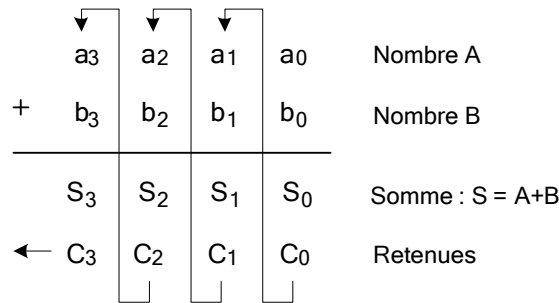 a3 a2 a1 a0 Nombre A
+ b3 b2 b1 b0 Nombre B
S3 S2 S1 S0 Somme : S = A+B
C3 C2 C1 C0 Retenues